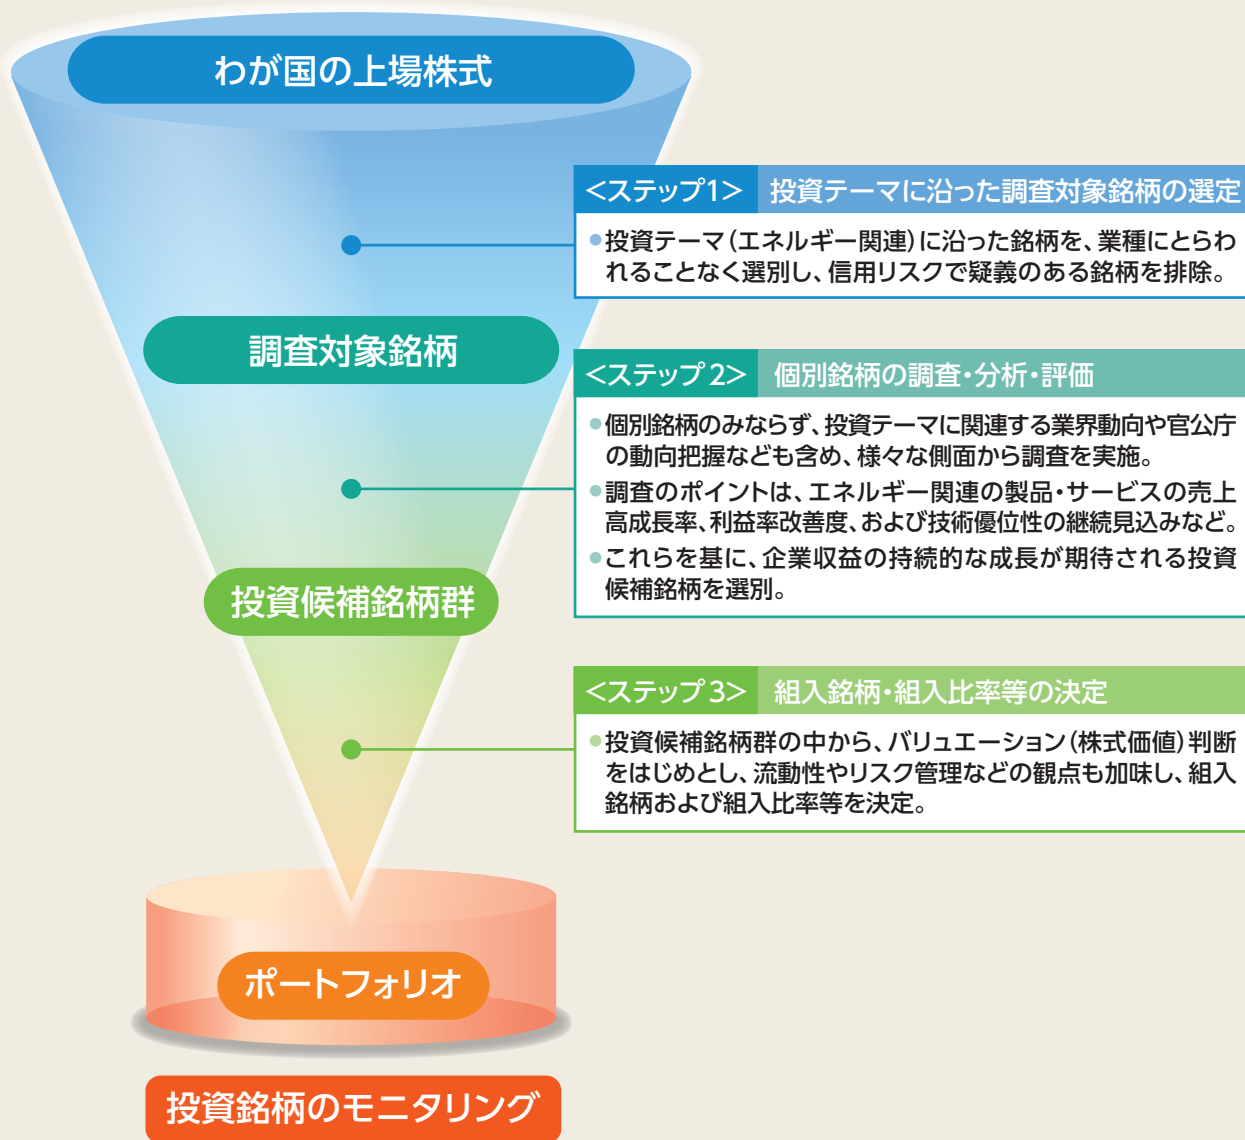 わが国の上場株式
<ステップ1> 投資テーマに沿った調査対象銘柄の選定
●投資テーマ（エネルギー関連）に沿った銘柄を、業種にとらわ
れることなく選別し、信用リスクで疑義のある銘柄を排除。
調査対象銘柄
<ステップ2> 個別銘柄の調査・分析・評価
●個別銘柄のみならず、投資テーマに関連する業界動向や官公庁
の動向把握なども含め、様々な側面から調査を実施。
●調査のポイントは、エネルギー関連の製品・サービスの売上
高成長率、利益率改善度、および技術優位性の継続見込みなど。
●これらを基に、企業収益の持続的な成長が期待される投資
候補銘柄を選別。
投資候補銘柄群
<ステップ3> 組入銘柄・組入比率等の決定
●投資候補銘柄群の中から、バリュエーション（株式価値）判断
をはじめとし、流動性やリスク管理などの観点も加味し、組入
銘柄および組入比率等を決定。
ポートフォリオ
投資銘柄のモニタリング